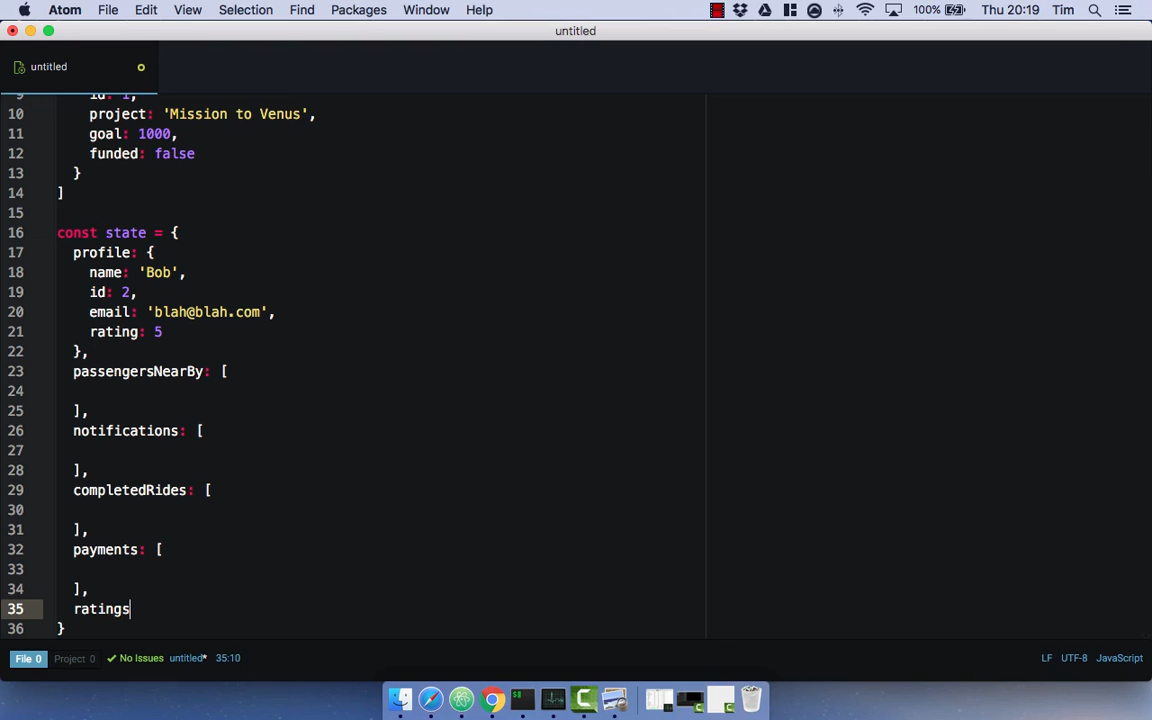 Atom File Edit View Selection Find Packages Window Help 100% Thu 20:19 Tim
untitled
untitled
9 id: 1,
10 project: 'Mission to Venus',
11 goal: 1000,
12 funded: false
13 }
14 ]
15
16 const state = {
17 profile: {
18 name: 'Bob',
19 id: 2,
20 email: 'blah@blah.com',
21 rating: 5
22 },
23 passengersNearBy: [
24
25 ],
26 notifications: [
27
28 ],
29 completedRides: [
30
31 ],
32 payments: [
33
34 ],
35 ratings
36 }
File 0 Project 0 No Issues untitled* 35:10 LF UTF-8 JavaScript